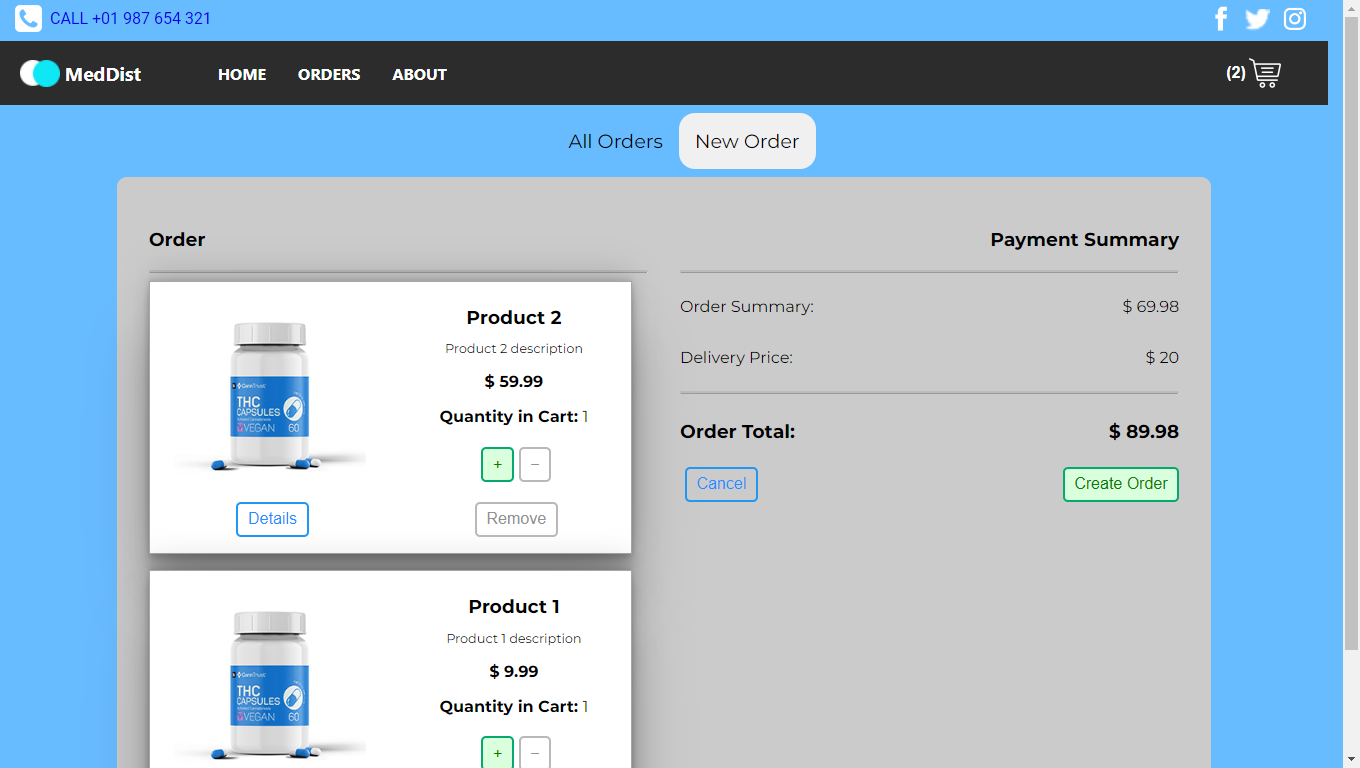 CALL +01 987 654 321
MedDist
HOME
ORDERS
ABOUT
(2)
All Orders
New Order
Order
Product 2
Product 2 description
$ 59.99
Quantity in Cart: 1
+
−
CannTrust
THC
CAPSULES
VEGAN 60
Details
Remove
Product 1
Product 1 description
$ 9.99
Quantity in Cart: 1
+
−
CannTrust
THC
CAPSULES
VEGAN 60
Payment Summary
Order Summary: $ 69.98
Delivery Price: $ 20
Order Total: $ 89.98
Cancel
Create Order